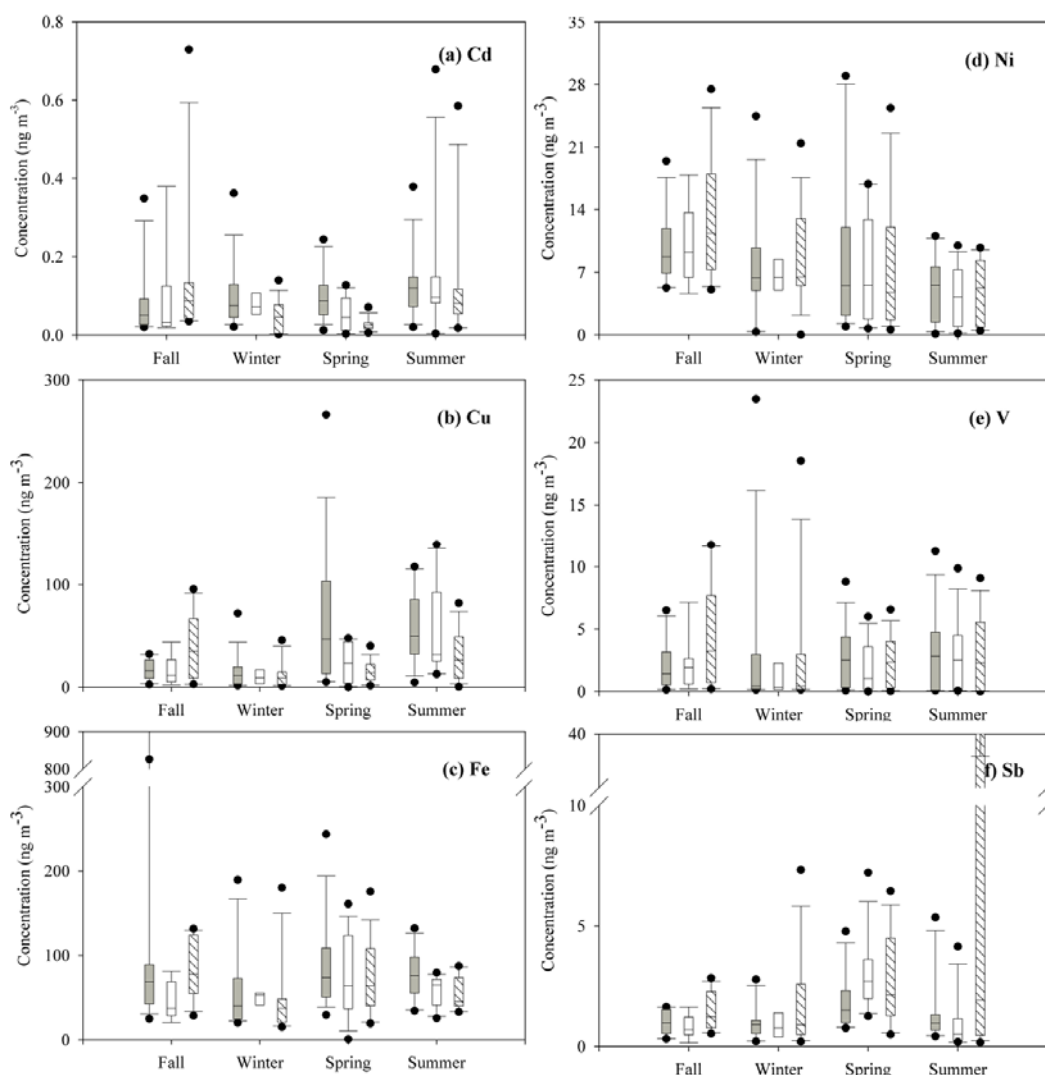 (a) Cd
Concentration (ng m-3)
0.8
0.6
0.4
0.2
0.0
Fall Winter Spring Summer
(d) Ni
Concentration (ng m-3)
35
28
21
14
7
0
Fall Winter Spring Summer
(b) Cu
Concentration (ng m-3)
300
200
100
0
Fall Winter Spring Summer
(e) V
Concentration (ng m-3)
25
20
15
10
5
0
Fall Winter Spring Summer
(c) Fe
Concentration (ng m-3)
900
800
300
200
100
0
Fall Winter Spring Summer
f) Sb
Concentration (ng m-3)
40
10
5
0
Fall Winter Spring Summer